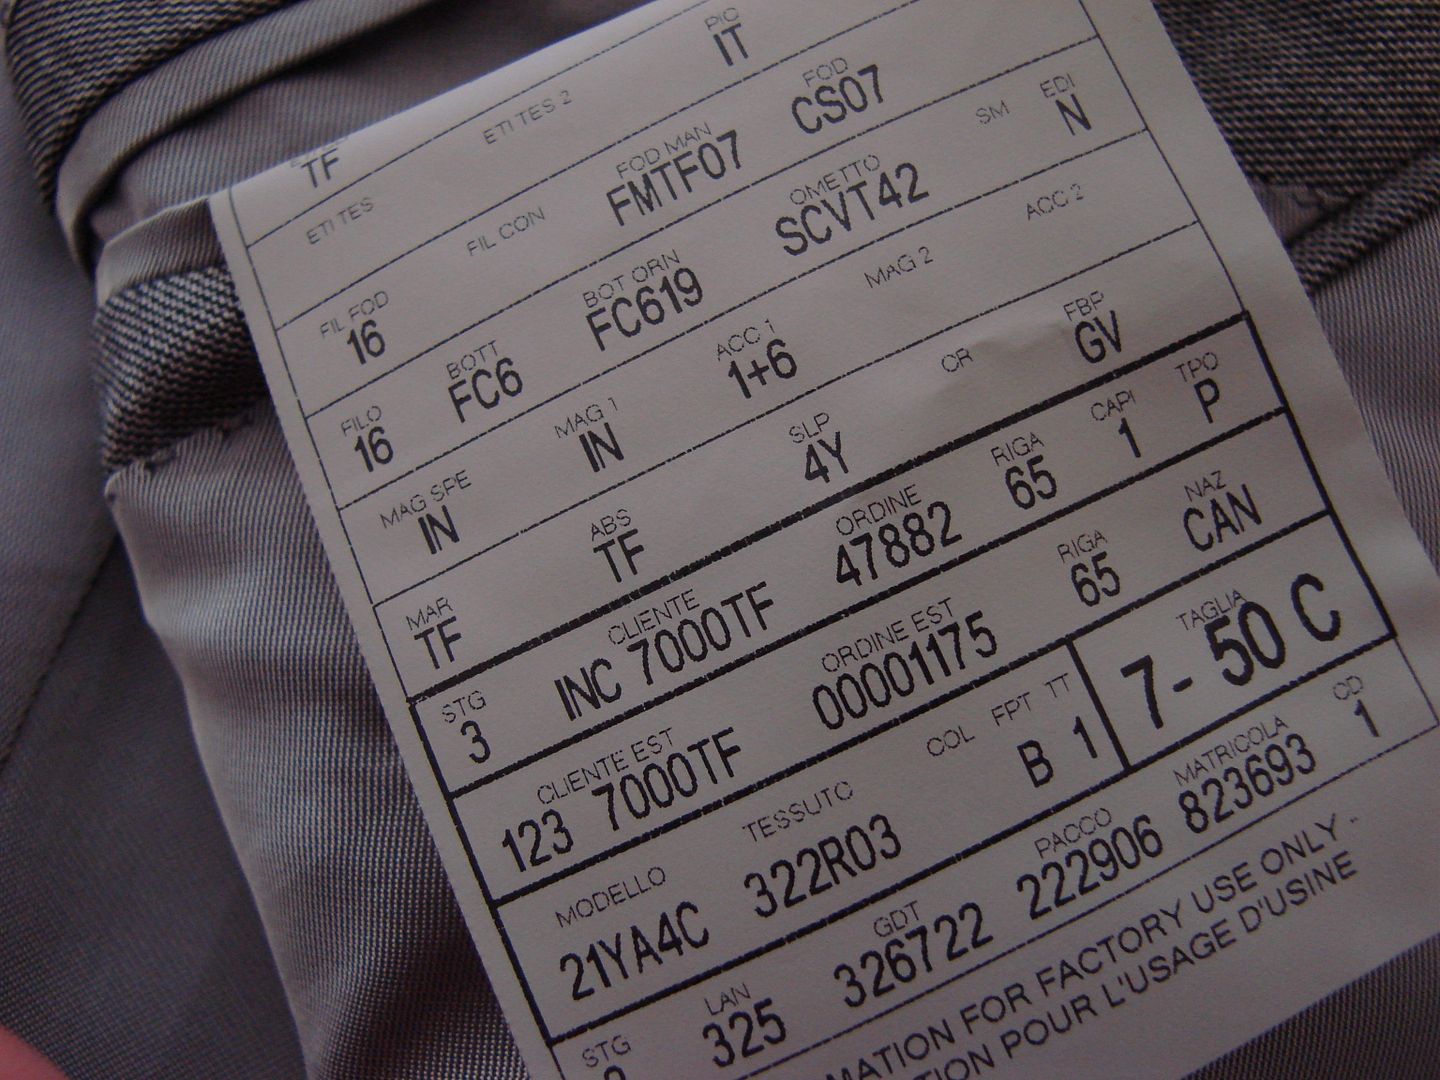 PIC
TF IT
ETI TES ETI TES 2
FIL CON FOD MAN FOD
FMTF07 CS07
FIL FOD BOTT BOT ORN OMETTO SM EDI
16 FC6 FC619 SCVT42 N
FILO MAG 1 ACC 1 MAG 2 ACC 2
16 IN 1+6
MAG SPE ABS SLP CR FBP
IN TF 4Y GV
MAR
TF
STG CLIENTE ORDINE RIGA CAPI TPO
3 INC 7000TF 47882 65 1 P
CLIENTE EST ORDINE EST RIGA NAZ
123 7000TF 00001175 65 CAN
MODELLO TESSUTO COL FPT TT TAGLIA
21YA4C 322R03 B 1 7- 50 C
STG LAN GDT PACCO MATRICOLA CD
325 326722 222906 823693 1
FOR FACTORY USE ONLY -
POUR L'USAGE D'USINE